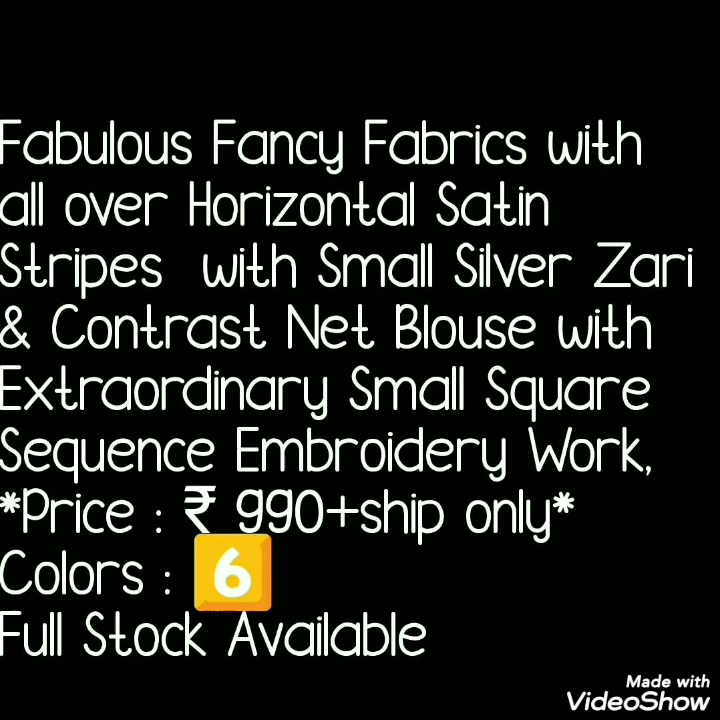 Fabulous Fancy Fabrics with
all over Horizontal Satin
Stripes  with Small Silver Zari
& Contrast Net Blouse with
Extraordinary Small Square
Sequence Embroidery Work,
*Price : ₹ 990+ship only*
Colors : 6️⃣
Full Stock Available
Made with
VideoShow